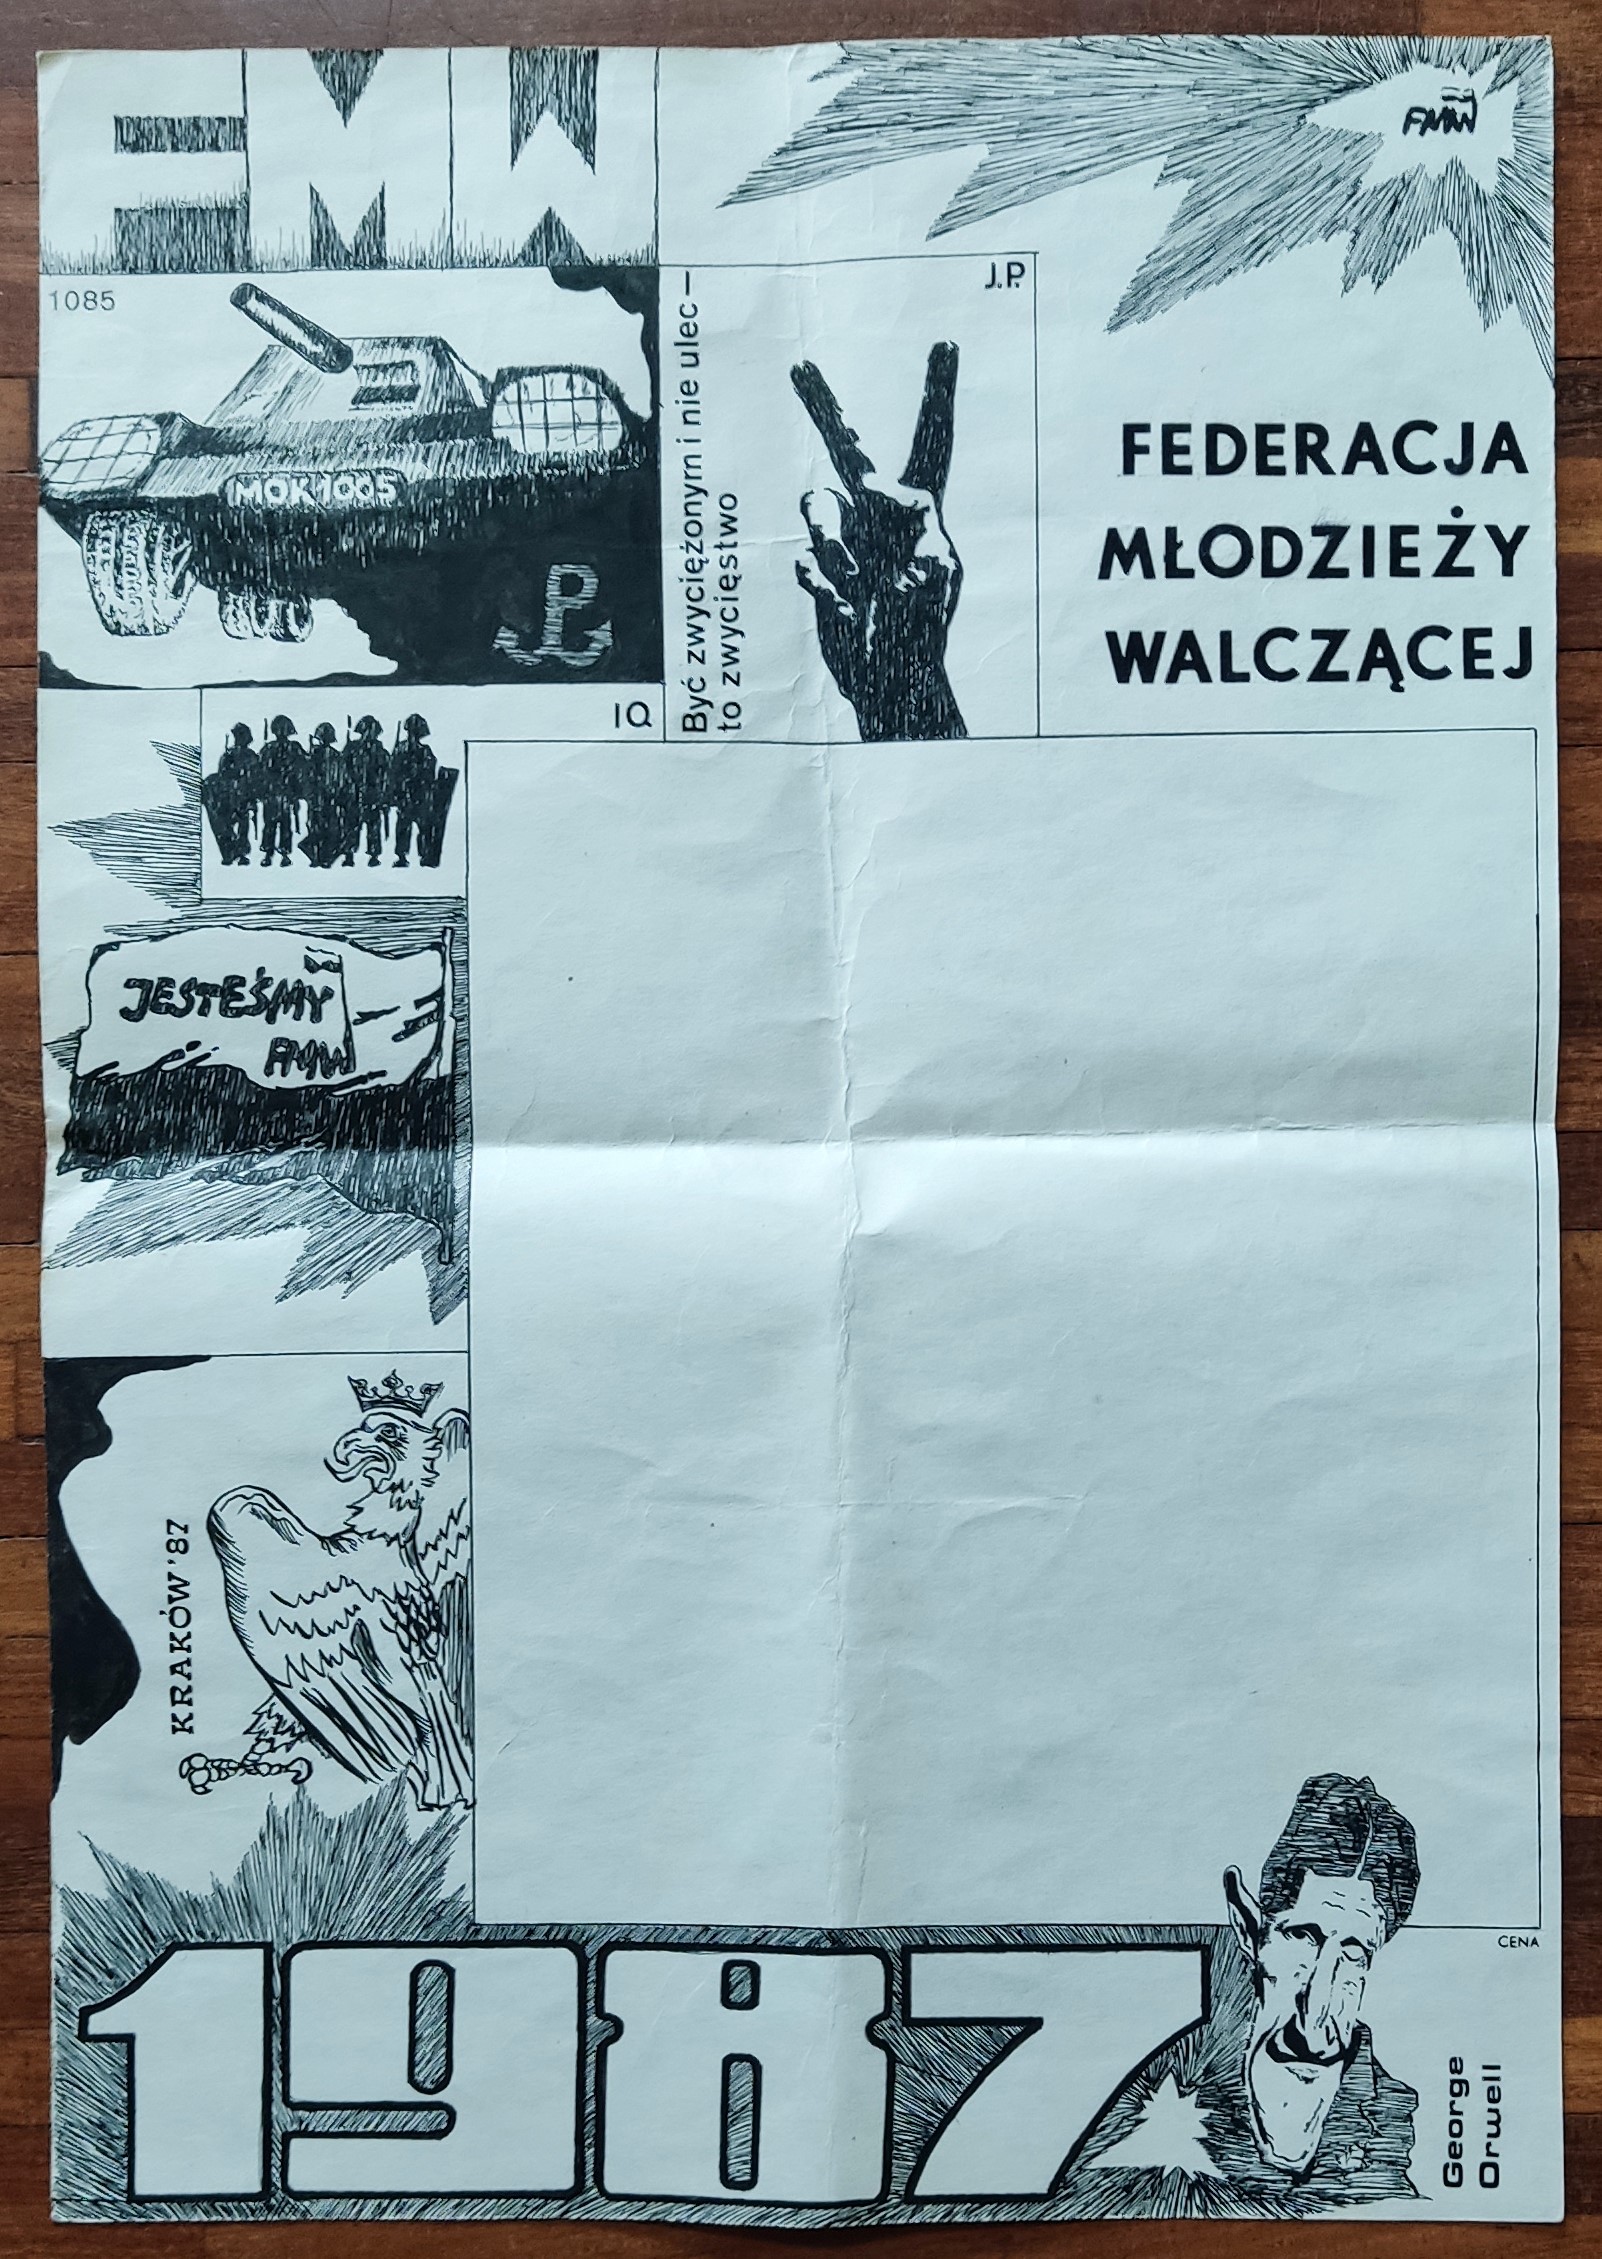 FMW
FMW
1085
J.P.
MOK 1005
Być zwyciężonym i nie ulec—
to zwycięstwo
FEDERACJA
MŁODZIEŻY
WALCZĄCEJ
IQ
JESTEŚMY
FMW
KRAKÓW '87
CENA
1987
George
Orwell